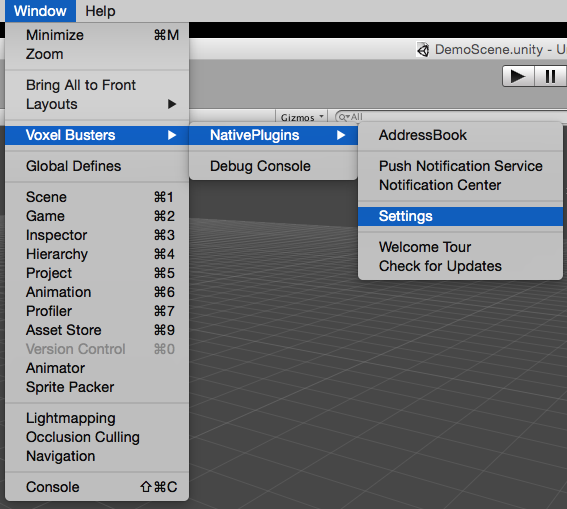 Window Help
Minimize ⌘M
Zoom
Bring All to Front
Layouts
Voxel Busters
Global Defines
Scene ⌘1
Game ⌘2
Inspector ⌘3
Hierarchy ⌘4
Project ⌘5
Animation ⌘6
Profiler ⌘7
Asset Store ⌘9
Version Control ⌘0
Animator
Sprite Packer
Lightmapping
Occlusion Culling
Navigation
Console ⇧⌘C
NativePlugins
Debug Console
AddressBook
Push Notification Service
Notification Center
Settings
Welcome Tour
Check for Updates
DemoScene.unity - U
Gizmos
All